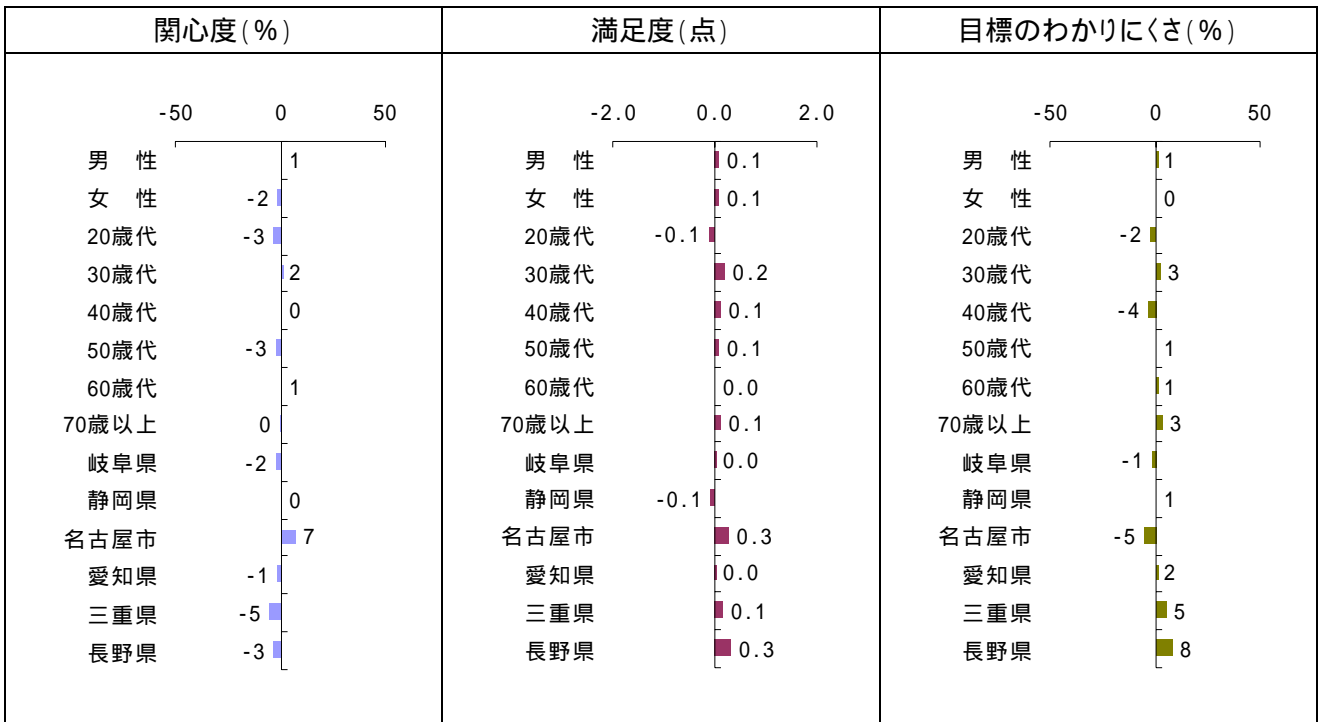 関心度(%)
-50 0 50
男 性 1
女 性 -2
20歳代 -3
30歳代 2
40歳代 0
50歳代 -3
60歳代 1
70歳以上 0
岐阜県 -2
静岡県 0
名古屋市 7
愛知県 -1
三重県 -5
長野県 -3
満足度(点)
-2.0 0.0 2.0
男 性 0.1
女 性 0.1
20歳代 -0.1
30歳代 0.2
40歳代 0.1
50歳代 0.1
60歳代 0.0
70歳以上 0.1
岐阜県 0.0
静岡県 -0.1
名古屋市 0.3
愛知県 0.0
三重県 0.1
長野県 0.3
目標のわかりにくさ(%)
-50 0 50
男 性 1
女 性 0
20歳代 -2
30歳代 3
40歳代 -4
50歳代 1
60歳代 1
70歳以上 3
岐阜県 -1
静岡県 1
名古屋市 -5
愛知県 2
三重県 5
長野県 8